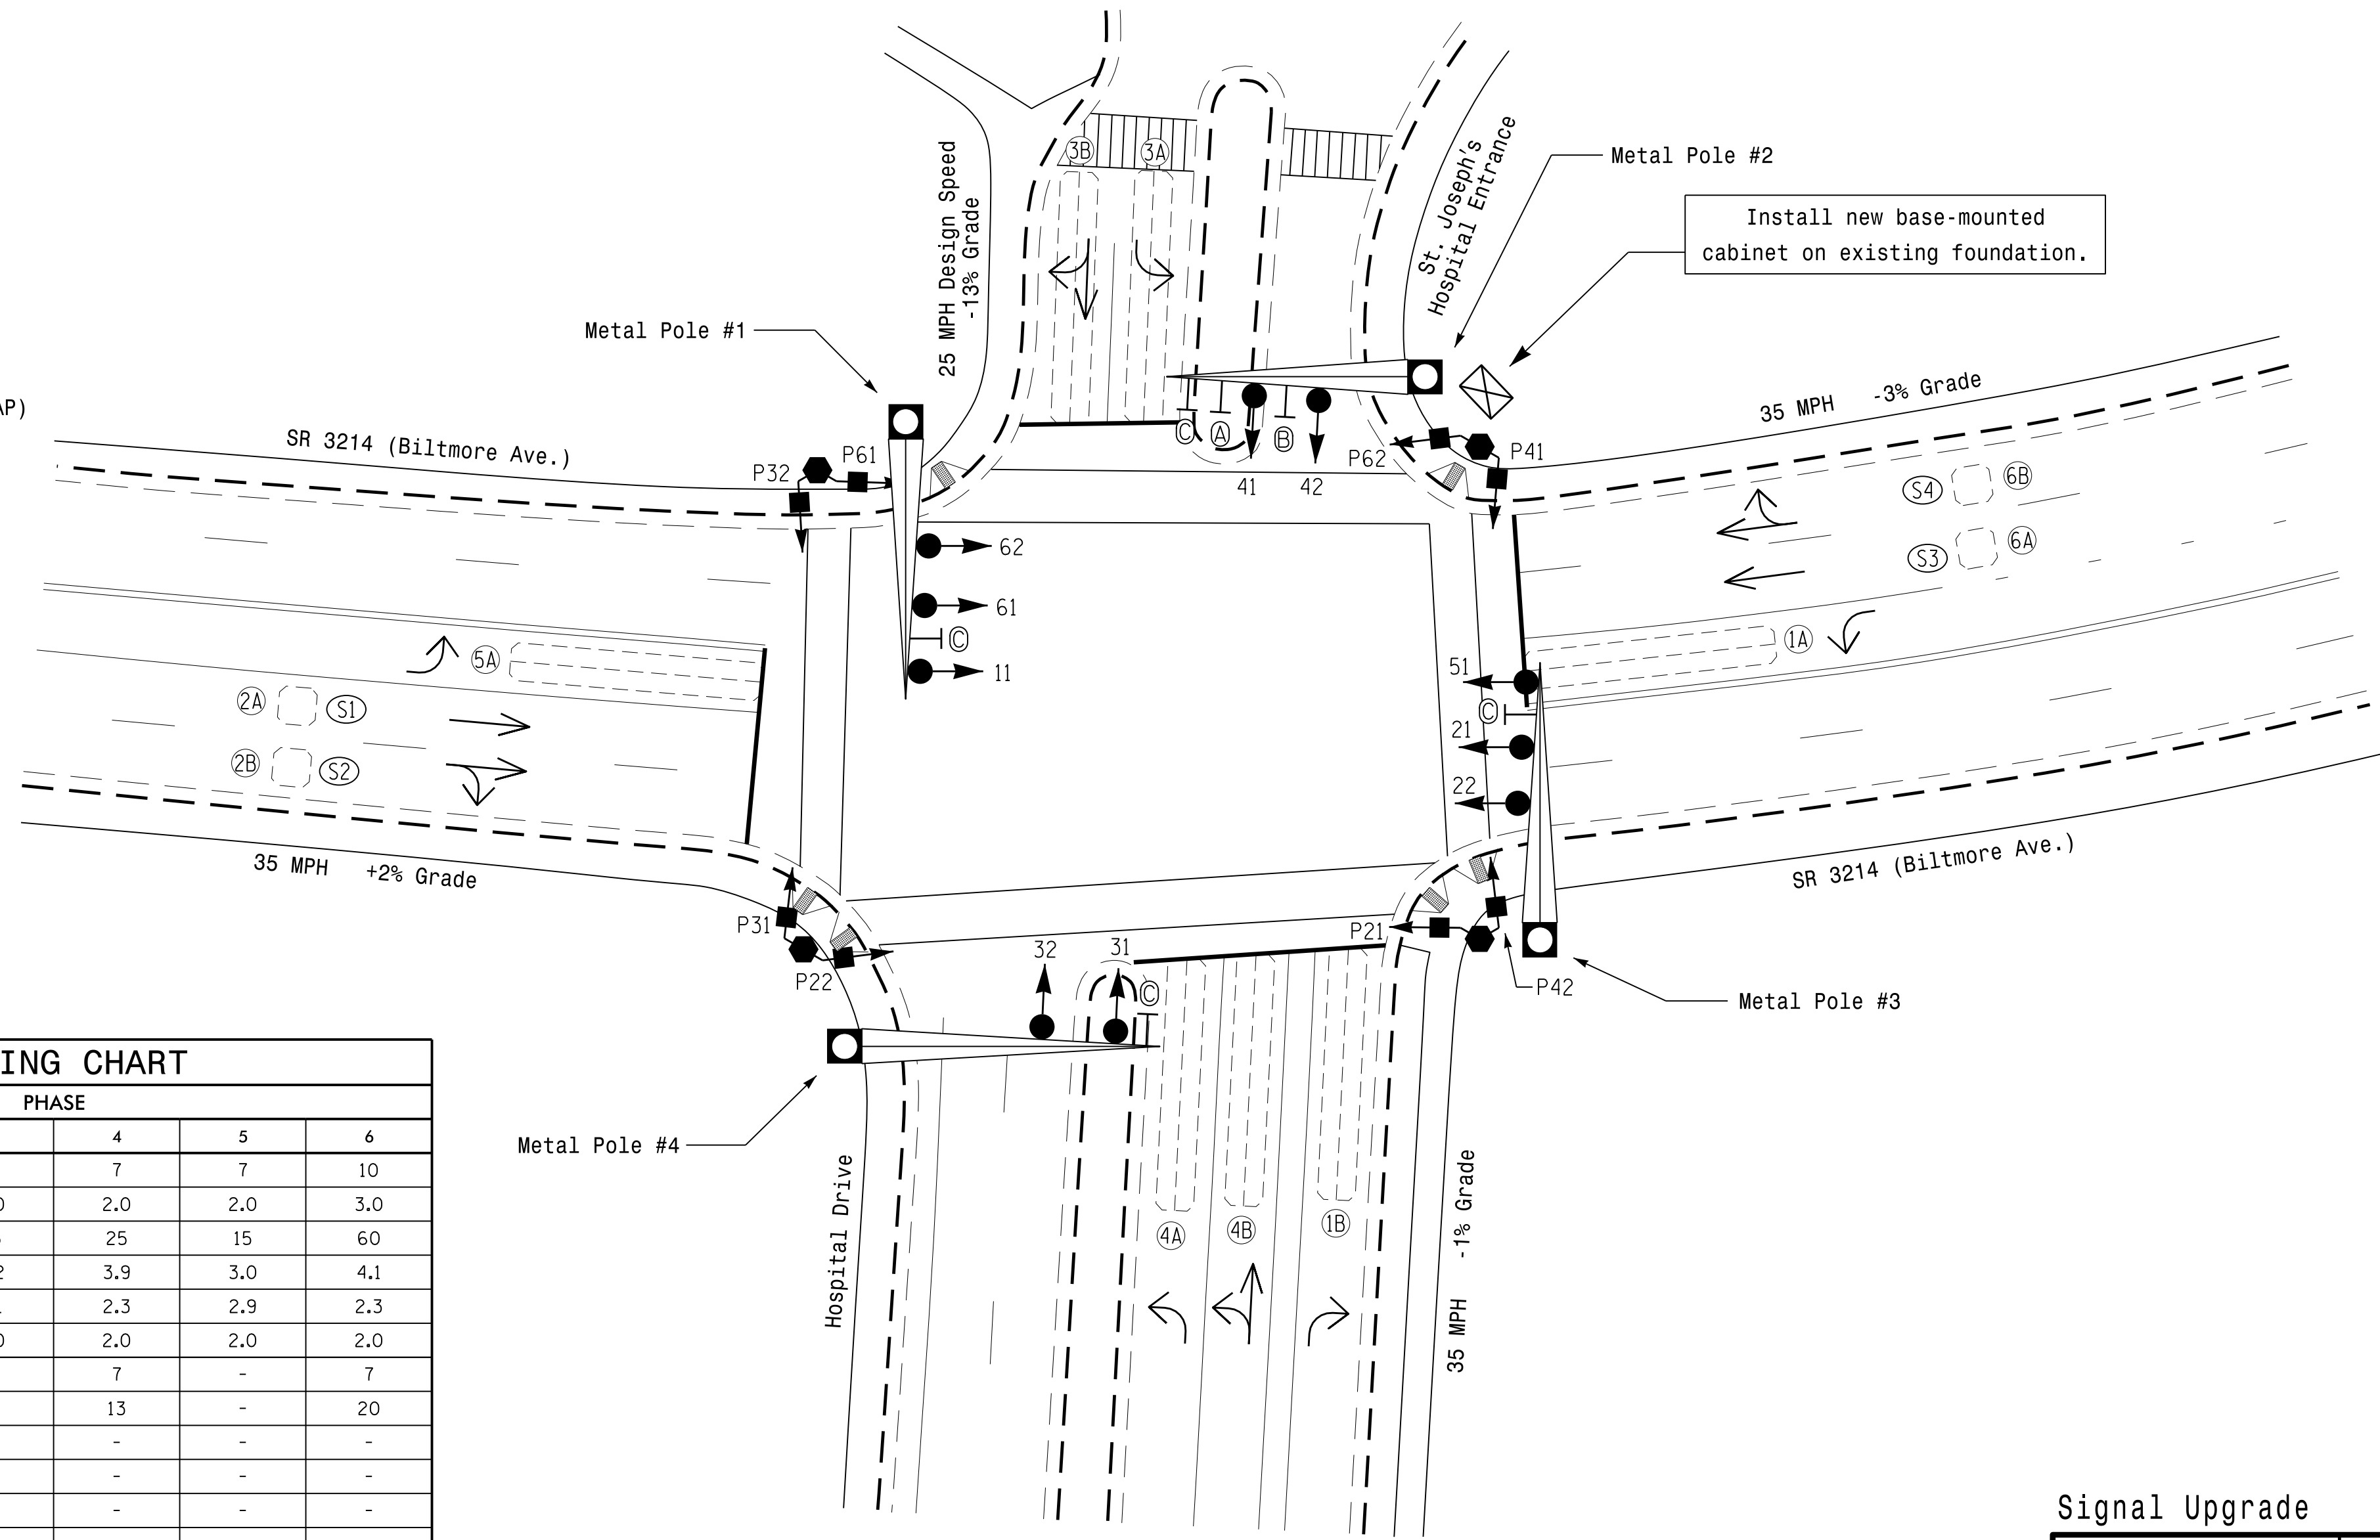 25 MPH Design Speed
-13% Grade
3B
3A
St. Joseph's
Hospital Entrance
Metal Pole #2
Install new base-mounted
cabinet on existing foundation.
Metal Pole #1
AP)
SR 3214 (Biltmore Ave.)
P32
P61
C
A
B
41
42
P62
P41
35 MPH -3% Grade
S4
6B
S3
6A
62
61
C
11
5A
2A
S1
2B
S2
51
1A
C
21
22
35 MPH +2% Grade
SR 3214 (Biltmore Ave.)
P31
P22
32
31
C
P21
P42
Metal Pole #3
Metal Pole #4
Hospital Drive
4A
4B
1B
35 MPH -1% Grade
ING CHART
PHASE
4 5 6
7 7 10
2.0 2.0 3.0
25 15 60
3.9 3.0 4.1
2.3 2.9 2.3
2.0 2.0 2.0
7 - 7
13 - 20
- - -
- - -
- - -
Signal Upgrade